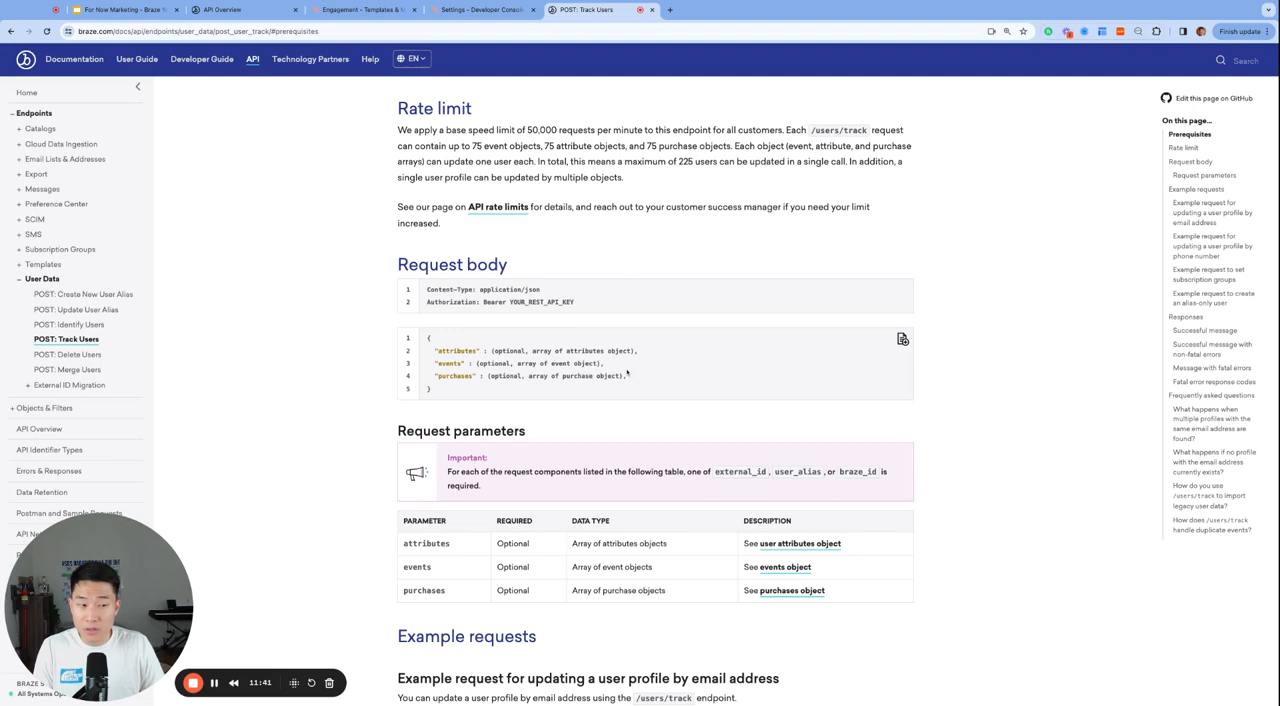 For Now Marketing - Braze
API Overview
Engagement - Templates & M
Settings - Developer Console
POST: Track Users
braze.com/docs/api/endpoints/user_data/post_user_track/#prerequisites
Finish update
Documentation
User Guide
Developer Guide
API
Technology Partners
Help
EN
Search
Home
Endpoints
Catalogs
Cloud Data Ingestion
Email Lists & Addresses
Export
Messages
Preference Center
SCIM
SMS
Subscription Groups
Templates
User Data
POST: Create New User Alias
POST: Update User Alias
POST: Identify Users
POST: Track Users
POST: Delete Users
POST: Merge Users
External ID Migration
Objects & Filters
API Overview
API Identifier Types
Errors & Responses
Data Retention
Postman and Sample Requests
API Ne
BRAZE S
All Systems Op
Rate limit
We apply a base speed limit of 50,000 requests per minute to this endpoint for all customers. Each /users/track request
can contain up to 75 event objects, 75 attribute objects, and 75 purchase objects. Each object (event, attribute, and purchase
arrays) can update one user each. In total, this means a maximum of 225 users can be updated in a single call. In addition, a
single user profile can be updated by multiple objects.
See our page on API rate limits for details, and reach out to your customer success manager if you need your limit
increased.
Request body
1 Content-Type: application/json
2 Authorization: Bearer YOUR_REST_API_KEY
1 {
2 "attributes" : (optional, array of attributes object),
3 "events" : (optional, array of event object),
4 "purchases" : (optional, array of purchase object),
5 }
Request parameters
Important:
For each of the request components listed in the following table, one of external_id, user_alias, or braze_id is
required.
PARAMETER REQUIRED DATA TYPE DESCRIPTION
attributes Optional Array of attributes objects See user attributes object
events Optional Array of event objects See events object
purchases Optional Array of purchase objects See purchases object
Example requests
Example request for updating a user profile by email address
You can update a user profile by email address using the /users/track endpoint.
Edit this page on GitHub
On this page...
Prerequisites
Rate limit
Request body
Request parameters
Example requests
Example request for
updating a user profile by
email address
Example request for
updating a user profile by
phone number
Example request to set
subscription groups
Example request to create
an alias-only user
Responses
Successful message
Successful message with
non-fatal errors
Message with fatal errors
Fatal error response codes
Frequently asked questions
What happens when
multiple profiles with the
same email address are
found?
What happens if no profile
with the email address
currently exists?
How do you use
/users/track to import
legacy user data?
How does /users/track
handle duplicate events?
11:41